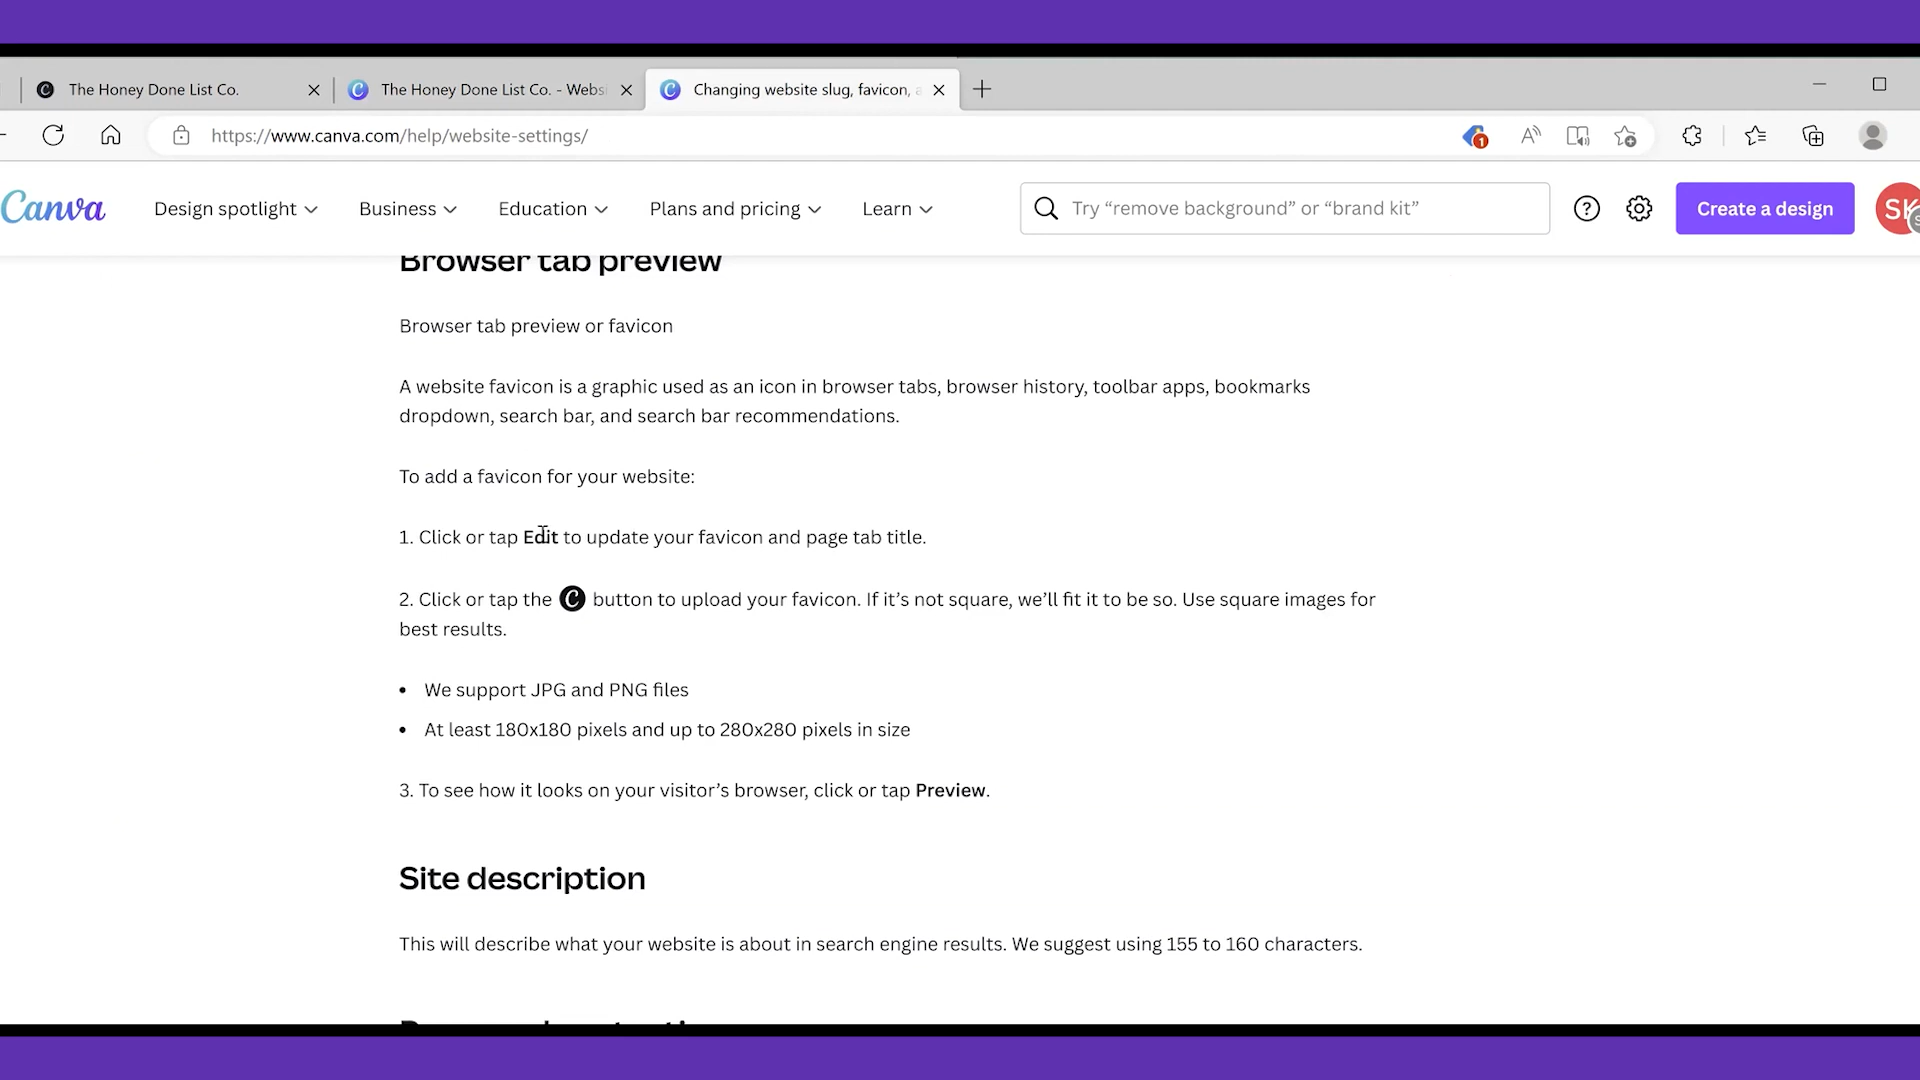 The Honey Done List Co.
The Honey Done List Co. - Websi
Changing website slug, favicon, a
https://www.canva.com/help/website-settings/
1
Canva
Design spotlight
Business
Education
Plans and pricing
Learn
Try “remove background” or “brand kit”
Create a design
SK
Browser tab preview
Browser tab preview or favicon
A website favicon is a graphic used as an icon in browser tabs, browser history, toolbar apps, bookmarks
dropdown, search bar, and search bar recommendations.
To add a favicon for your website:
1. Click or tap Edit to update your favicon and page tab title.
2. Click or tap the C button to upload your favicon. If it’s not square, we’ll fit it to be so. Use square images for
best results.
• We support JPG and PNG files
• At least 180x180 pixels and up to 280x280 pixels in size
3. To see how it looks on your visitor’s browser, click or tap Preview.
Site description
This will describe what your website is about in search engine results. We suggest using 155 to 160 characters.